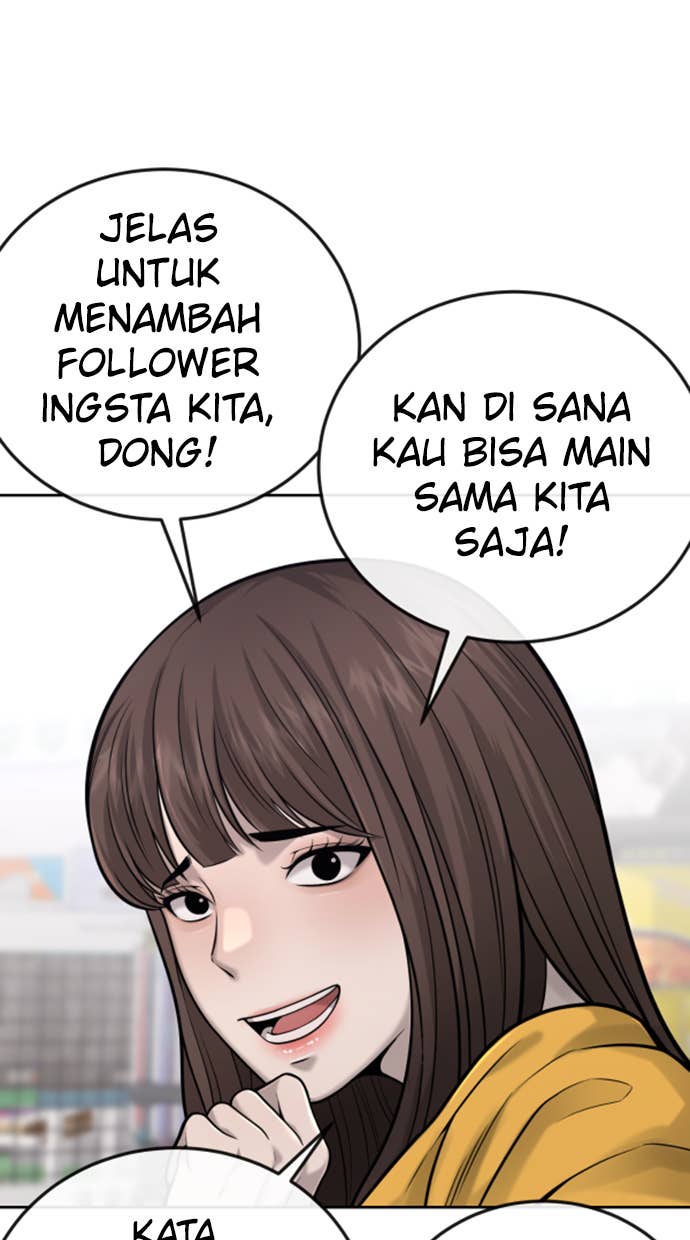 JELAS
UNTUK
MENAMBAH
FOLLOWER
INGSTA KITA,
DONG!
KAN DI SANA
KAU BISA MAIN
SAMA KITA
SAJA!
KATA